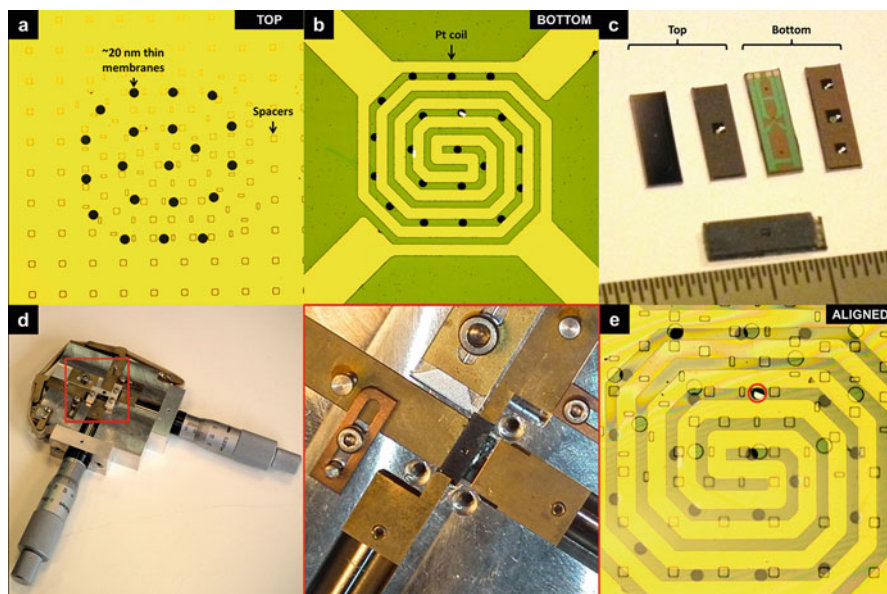 a
TOP
~20 nm thin
membranes
Spacers
b
BOTTOM
Pt coil
c
Top
Bottom
d
e
ALIGNED